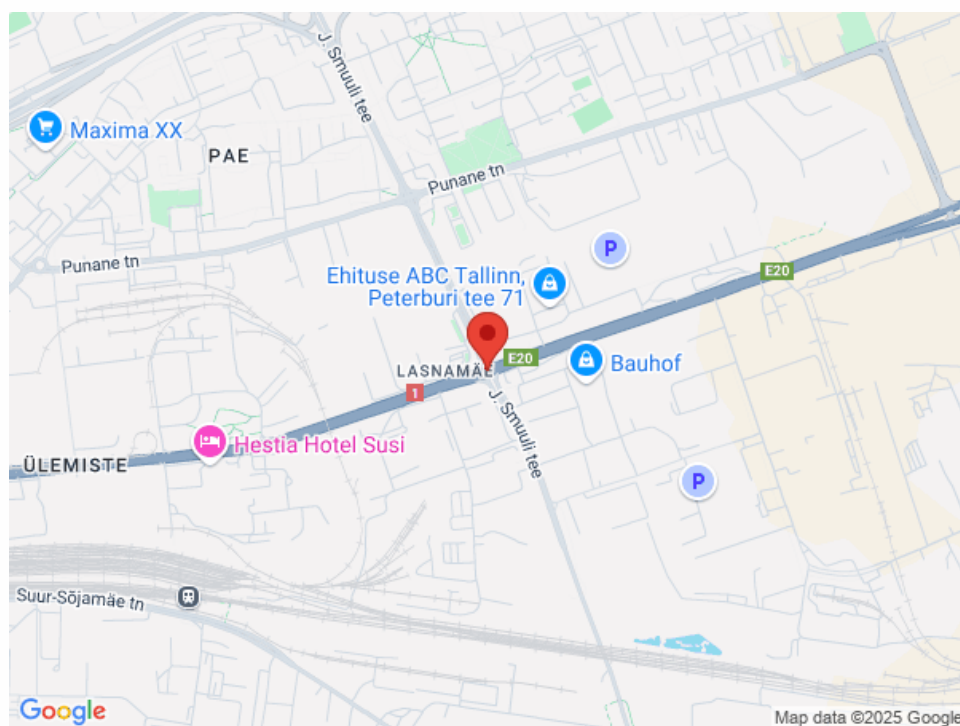 J. Smuuli tee
Maxima XX
PAE
Punane tn
Punane tn
Ehituse ABC Tallinn,
Peterburi tee 71
P
E20
E20
LASNAMÄE
Bauhof
1
J. Smuuli tee
Hestia Hotel Susi
ÜLEMISTE
P
Suur-Sõjamäe tn
Google
Map data ©2025 Google